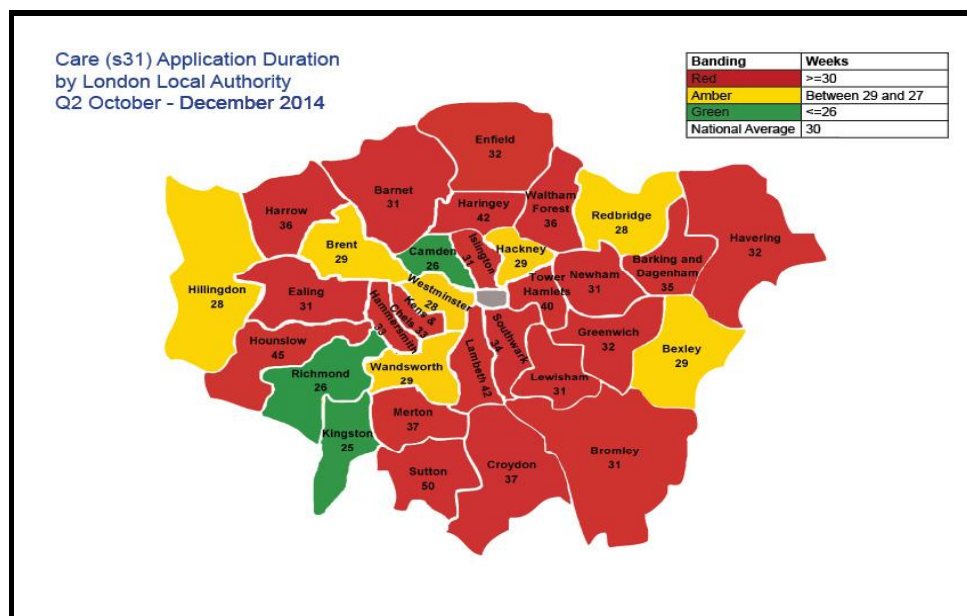 Care (s31) Application Duration
by London Local Authority
Q2 October - December 2014
Banding Weeks
Red >=30
Amber Between 29 and 27
Green <=26
National Average 30
Enfield
32
Barnet
31
Harrow
36
Haringey
42
Waltham
Forest
36
Redbridge
28
Havering
32
Brent
29
Camden
26
Islington
31
Hackney
29
Barking and
Dagenham
35
Hillingdon
28
Ealing
31
Hammersmith
33
Kens &
Chels 33
Westminster
28
Tower
Hamlets
40
Newham
31
Hounslow
45
Richmond
26
Wandsworth
29
Lambeth 42
Southwark
34
Lewisham
31
Greenwich
32
Bexley
29
Kingston
25
Merton
37
Sutton
50
Croydon
37
Bromley
31